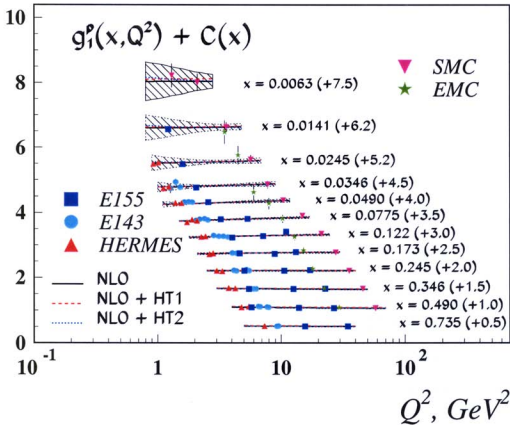 10
g₁ᵖ(x,Q²) + C(x)
SMC
EMC
8
x = 0.0063 (+7.5)
x = 0.0141 (+6.2)
6
x = 0.0245 (+5.2)
x = 0.0346 (+4.5)
x = 0.0490 (+4.0)
E155
4
x = 0.0775 (+3.5)
E143
x = 0.122 (+3.0)
HERMES
x = 0.173 (+2.5)
x = 0.245 (+2.0)
2
NLO
x = 0.346 (+1.5)
NLO + HT1
x = 0.490 (+1.0)
NLO + HT2
x = 0.735 (+0.5)
0
10⁻¹ 1 10 10²
Q², GeV²